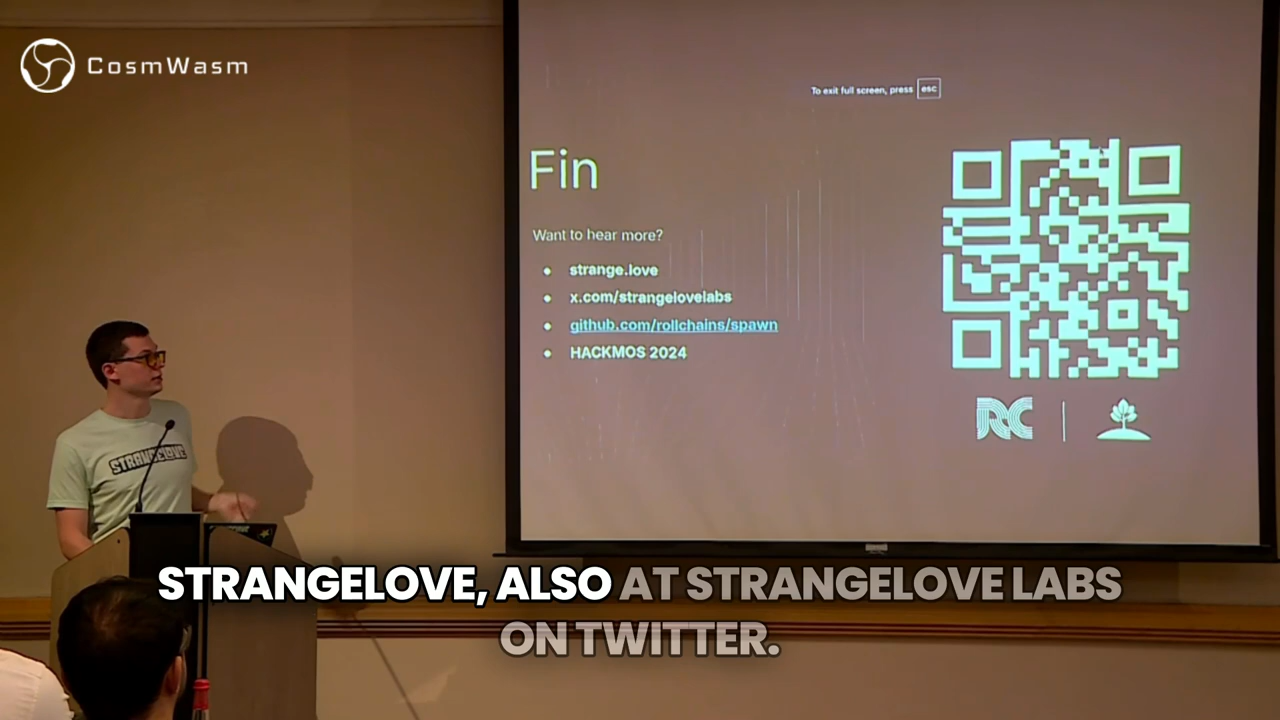 CosmWasm
To exit full screen, press esc
Fin
Want to hear more?
strange.love
x.com/strangelovelabs
github.com/rollchains/spawn
HACKMOS 2024
RC
STRANGELOVE
STRANGELOVE, ALSO AT STRANGELOVE LABS
ON TWITTER.